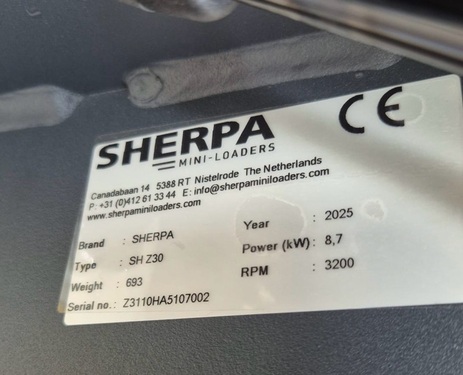 SHERPA
MINI-LOADERS
CE
Canadabaan 14 5388 RT Nistelrode The Netherlands
P: +31 (0)412 61 33 44 E: info@sherpaminiloaders.com
www.sherpaminiloaders.com
Brand : SHERPA
Type : SH Z30
Weight : 693
Serial no.: Z3110HA5107002
Year : 2025
Power (kW): 8,7
RPM : 3200